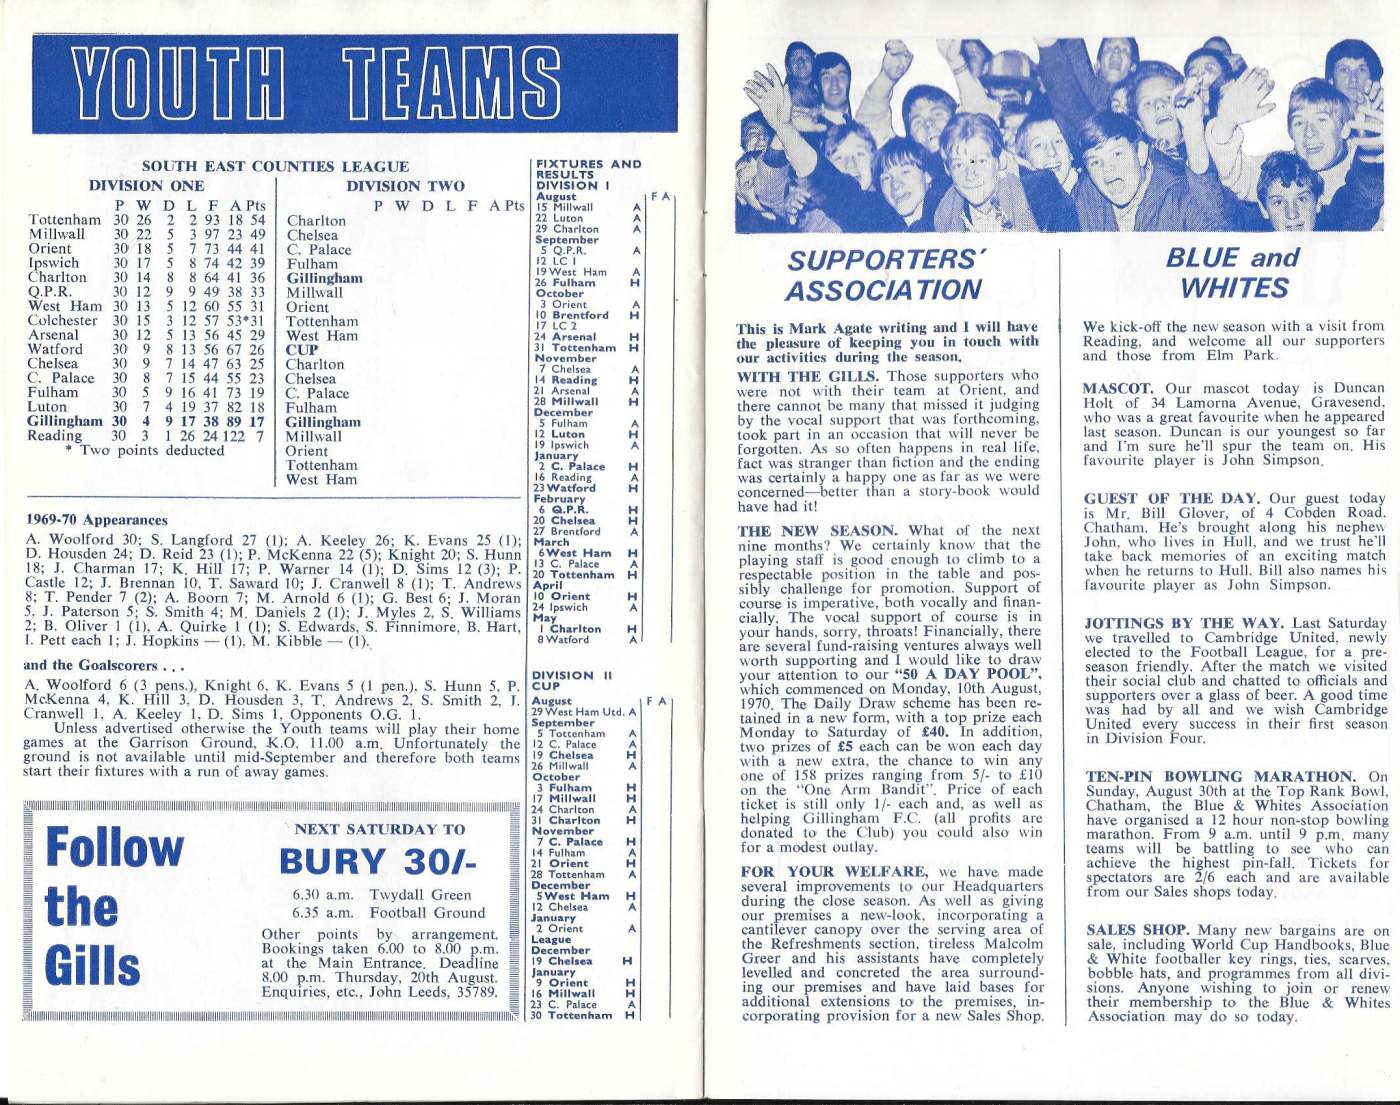 YOUTH TEAMS
SOUTH EAST COUNTIES LEAGUE
DIVISION ONE
P W D L F A Pts
Tottenham 30 26 2 2 93 18 54
Millwall 30 22 5 3 97 23 49
Orient 30 18 5 7 73 44 41
Ipswich 30 17 5 8 74 42 39
Charlton 30 14 8 8 64 41 36
Q.P.R. 30 12 9 9 49 38 33
West Ham 30 13 5 12 60 55 31
Colchester 30 15 3 12 57 53*31
Arsenal 30 12 5 13 56 45 29
Watford 30 9 8 13 56 67 26
Chelsea 30 9 7 14 47 63 25
C. Palace 30 8 7 15 44 55 23
Fulham 30 5 9 16 41 73 19
Luton 30 7 4 19 37 82 18
Gillingham 30 4 9 17 38 89 17
Reading 30 3 1 26 24 122 7
* Two points deducted
DIVISION TWO
P W D L F A Pts
Charlton
Chelsea
C. Palace
Fulham
Gillingham
Millwall
Orient
Tottenham
West Ham
CUP
Charlton
Chelsea
C. Palace
Fulham
Gillingham
Millwall
Orient
Tottenham
West Ham
1969-70 Appearances
A. Woolford 30; S. Langford 27 (1); A. Keeley 26; K. Evans 25 (1);
D. Housden 24; D. Reid 23 (1); P. McKenna 22 (5); Knight 20; S. Hunn
18; J. Charman 17; K. Hill 17; P. Warner 14 (1); D. Sims 12 (3); P.
Castle 12; J. Brennan 10, T. Saward 10; J. Cranwell 8 (1); T. Andrews
8; T. Pender 7 (2); A. Boorn 7; M. Arnold 6 (1); G. Best 6; J. Moran
5, J. Paterson 5; S. Smith 4; M. Daniels 2 (1); J. Myles 2, S. Williams
2; B. Oliver 1 (1), A. Quirke 1 (1); S. Edwards, S. Finnimore, B. Hart,
I. Pett each 1; J. Hopkins — (1), M. Kibble — (1).
and the Goalscorers . . .
A. Woolford 6 (3 pens.), Knight 6, K. Evans 5 (1 pen.), S. Hunn 5, P.
McKenna 4, K. Hill 3, D. Housden 3, T. Andrews 2, S. Smith 2, J.
Cranwell 1, A. Keeley 1, D. Sims 1, Opponents O.G. 1.
Unless advertised otherwise the Youth teams will play their home
games at the Garrison Ground, K.O. 11.00 a.m. Unfortunately the
ground is not available until mid-September and therefore both teams
start their fixtures with a run of away games.
Follow
the
Gills
NEXT SATURDAY TO
BURY 30/-
6.30 a.m. Twydall Green
6.35 a.m. Football Ground
Other points by arrangement.
Bookings taken 6.00 to 8.00 p.m.
at the Main Entrance. Deadline
8.00 p.m. Thursday, 20th August.
Enquiries, etc., John Leeds, 35789.
FIXTURES AND
RESULTS
DIVISION I
August F A
15 Millwall A
22 Luton A
29 Charlton A
September
5 Q.P.R. A
12 LC 1
19 West Ham A
26 Fulham H
October
3 Orient A
10 Brentford H
17 LC 2
24 Arsenal H
31 Tottenham H
November
7 Chelsea A
14 Reading H
21 Arsenal A
28 Millwall H
December
5 Fulham A
12 Luton H
19 Ipswich A
January
2 C. Palace H
16 Reading A
23 Watford H
February
6 Q.P.R. H
20 Chelsea H
27 Brentford A
March
6 West Ham H
13 C. Palace A
20 Tottenham H
April
10 Orient H
24 Ipswich A
May
1 Charlton H
8 Watford A
DIVISION II
CUP
August F A
29 West Ham Utd. A
September
5 Tottenham A
12 C. Palace A
19 Chelsea H
26 Millwall A
October
3 Fulham H
17 Millwall H
24 Charlton A
31 Charlton H
November
7 C. Palace H
14 Fulham A
21 Orient H
28 Tottenham A
December
5 West Ham H
12 Chelsea A
January
2 Orient A
League
December
19 Chelsea H
January
9 Orient H
16 Millwall H
23 C. Palace A
30 Tottenham H
SUPPORTERS'
ASSOCIATION
This is Mark Agate writing and I will have
the pleasure of keeping you in touch with
our activities during the season.
WITH THE GILLS. Those supporters who
were not with their team at Orient, and
there cannot be many that missed it judging
by the vocal support that was forthcoming,
took part in an occasion that will never be
forgotten. As so often happens in real life,
fact was stranger than fiction and the ending
was certainly a happy one as far as we were
concerned—better than a story-book would
have had it!
THE NEW SEASON. What of the next
nine months? We certainly know that the
playing staff is good enough to climb to a
respectable position in the table and pos-
sibly challenge for promotion. Support of
course is imperative, both vocally and finan-
cially. The vocal support of course is in
your hands, sorry, throats! Financially, there
are several fund-raising ventures always well
worth supporting and I would like to draw
your attention to our “50 A DAY POOL”,
which commenced on Monday, 10th August,
1970. The Daily Draw scheme has been re-
tained in a new form, with a top prize each
Monday to Saturday of £40. In addition,
two prizes of £5 each can be won each day
with a new extra, the chance to win any
one of 158 prizes ranging from 5/- to £10
on the “One Arm Bandit”. Price of each
ticket is still only 1/- each and, as well as
helping Gillingham F.C. (all profits are
donated to the Club) you could also win
for a modest outlay.
FOR YOUR WELFARE, we have made
several improvements to our Headquarters
during the close season. As well as giving
our premises a new-look, incorporating a
cantilever canopy over the serving area of
the Refreshments section, tireless Malcolm
Greer and his assistants have completely
levelled and concreted the area surround-
ing our premises and have laid bases for
additional extensions to the premises, in-
corporating provision for a new Sales Shop.
BLUE and
WHITES
We kick-off the new season with a visit from
Reading, and welcome all our supporters
and those from Elm Park.
MASCOT. Our mascot today is Duncan
Holt of 34 Lamorna Avenue, Gravesend,
who was a great favourite when he appeared
last season. Duncan is our youngest so far
and I'm sure he'll spur the team on. His
favourite player is John Simpson.
GUEST OF THE DAY. Our guest today
is Mr. Bill Glover, of 4 Cobden Road,
Chatham. He's brought along his nephew
John, who lives in Hull, and we trust he'll
take back memories of an exciting match
when he returns to Hull. Bill also names his
favourite player as John Simpson.
JOTTINGS BY THE WAY. Last Saturday
we travelled to Cambridge United, newly
elected to the Football League, for a pre-
season friendly. After the match we visited
their social club and chatted to officials and
supporters over a glass of beer. A good time
was had by all and we wish Cambridge
United every success in their first season
in Division Four.
TEN-PIN BOWLING MARATHON. On
Sunday, August 30th at the Top Rank Bowl,
Chatham, the Blue & Whites Association
have organised a 12 hour non-stop bowling
marathon. From 9 a.m. until 9 p.m. many
teams will be battling to see who can
achieve the highest pin-fall. Tickets for
spectators are 2/6 each and are available
from our Sales shops today.
SALES SHOP. Many new bargains are on
sale, including World Cup Handbooks, Blue
& White footballer key rings, ties, scarves,
bobble hats, and programmes from all divi-
sions. Anyone wishing to join or renew
their membership to the Blue & Whites
Association may do so today.